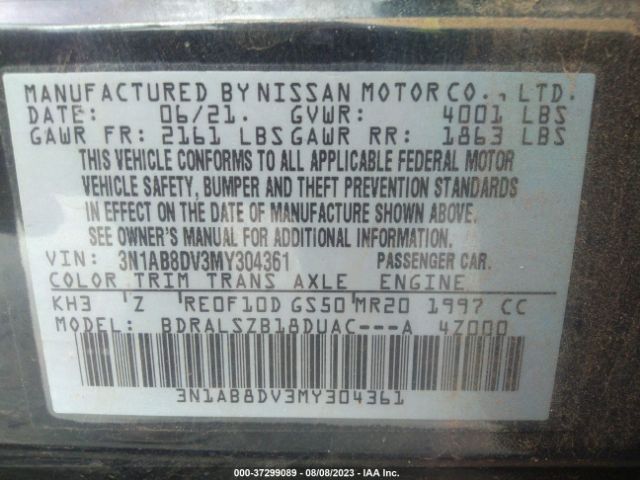 MANUFACTURED BY NISSAN MOTOR CO., LTD.
DATE: 06/21. GVWR: 4001 LBS
GAWR FR: 2161 LBS GAWR RR: 1863 LBS
THIS VEHICLE CONFORMS TO ALL APPLICABLE FEDERAL MOTOR
VEHICLE SAFETY, BUMPER AND THEFT PREVENTION STANDARDS
IN EFFECT ON THE DATE OF MANUFACTURE SHOWN ABOVE.
SEE OWNER'S MANUAL FOR ADDITIONAL INFORMATION.
VIN: 3N1AB8DV3MY304361 PASSENGER CAR.
COLOR TRIM TRANS AXLE ENGINE
KH3 'Z RE0F10D GS50 MR20 1997 CC
MODEL: BDRALSZB18DUAC---A 4Z000
3N1AB8DV3MY304361
000-37299089 - 08/08/2023 - IAA Inc.